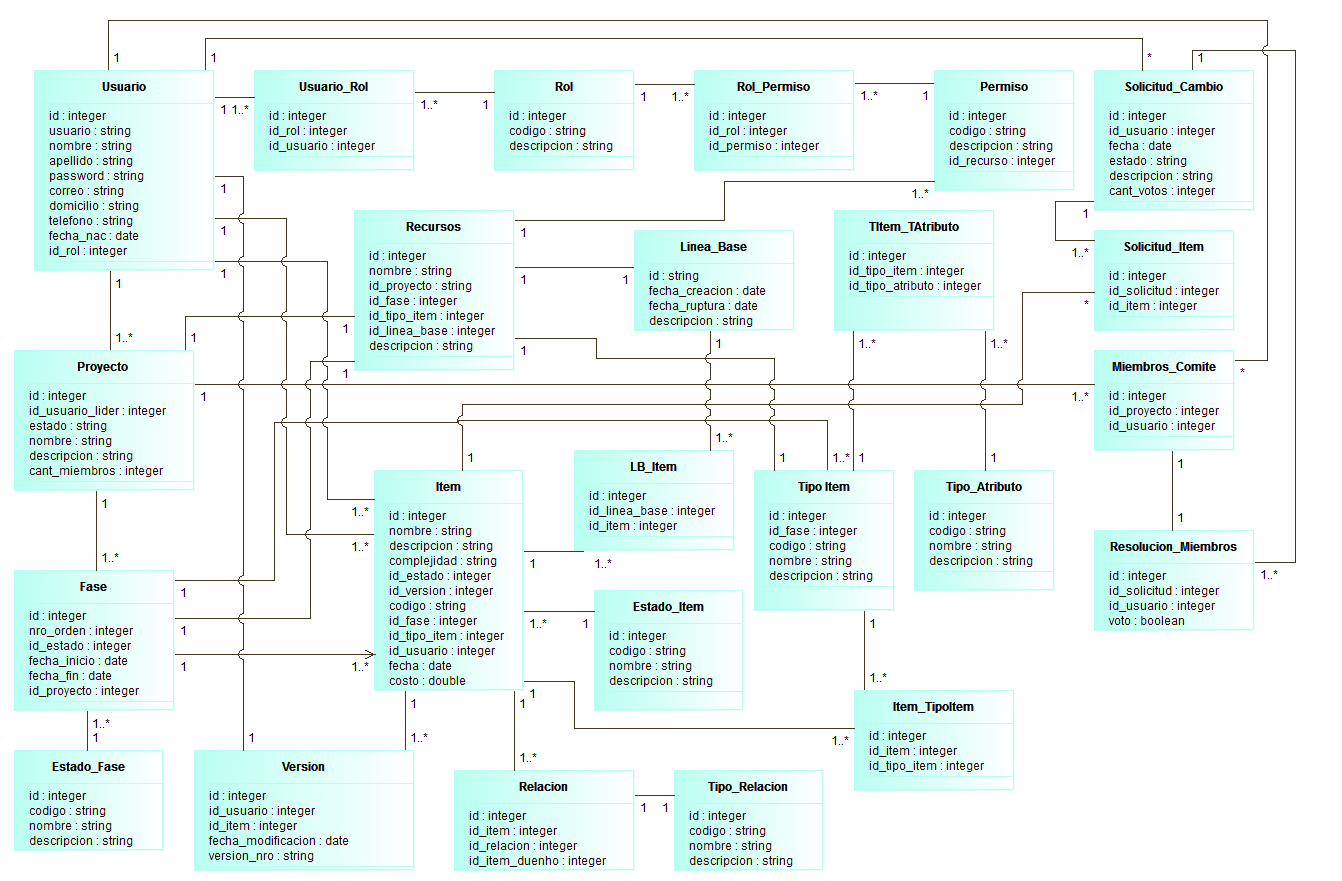 1
1
*
1
Usuario
id : integer
usuario : string
nombre : string
apellido : string
password : string
correo : string
domicilio : string
telefono : string
fecha_nac : date
id_rol : integer
1
1..*
Usuario_Rol
id : integer
id_rol : integer
id_usuario : integer
1..*
1
Rol
id : integer
codigo : string
descripcion : string
1
1..*
Rol_Permiso
id : integer
id_rol : integer
id_permiso : integer
1..*
1
Permiso
id : integer
codigo : string
descripcion : string
id_recurso : integer
1..*
Solicitud_Cambio
id : integer
id_usuario : integer
fecha : date
estado : string
descripcion : string
cant_votos : integer
1
1..*
1
1
1
1
1..*
Recursos
id : integer
nombre : string
id_proyecto : string
id_fase : integer
id_tipo_item : integer
id_linea_base : integer
descripcion : string
1
1
1
1
1
1
1
Linea_Base
id : string
fecha_creacion : date
fecha_ruptura : date
descripcion : string
1
1..*
TItem_TAtributo
id : integer
id_tipo_item : integer
id_tipo_atributo : integer
1..*
1..*
Solicitud_Item
id : integer
id_solicitud : integer
id_item : integer
*
Proyecto
id : integer
id_usuario_lider : integer
estado : string
nombre : string
descripcion : string
cant_miembros : integer
1
1
1..*
Miembros_Comite
id : integer
id_proyecto : integer
id_usuario : integer
*
1..*
1
1
Item
id : integer
nombre : string
descripcion : string
complejidad : string
id_estado : integer
id_version : integer
codigo : string
id_fase : integer
id_tipo_item : integer
id_usuario : integer
fecha : date
costo : double
1
1..*
1..*
1..*
1
1..*
1
1
1
LB_Item
id : integer
id_linea_base : integer
id_item : integer
1..*
Tipo Item
id : integer
id_fase : integer
codigo : string
nombre : string
descripcion : string
1
1..*
1
1
1..*
Tipo_Atributo
id : integer
codigo : string
nombre : string
descripcion : string
1
Resolucion_Miembros
id : integer
id_solicitud : integer
id_usuario : integer
voto : boolean
1..*
Fase
id : integer
nro_orden : integer
id_estado : integer
fecha_inicio : date
fecha_fin : date
id_proyecto : integer
1
1
1
1..*
1
Estado_Item
id : integer
codigo : string
nombre : string
descripcion : string
1
Item_TipoItem
id : integer
id_item : integer
id_tipo_item : integer
1..*
Estado_Fase
id : integer
codigo : string
nombre : string
descripcion : string
1
1..*
Version
id : integer
id_usuario : integer
id_item : integer
fecha_modificacion : date
version_nro : string
1..*
Relacion
id : integer
id_item : integer
id_relacion : integer
id_item_duenho : integer
1
1
Tipo_Relacion
id : integer
codigo : string
nombre : string
descripcion : string